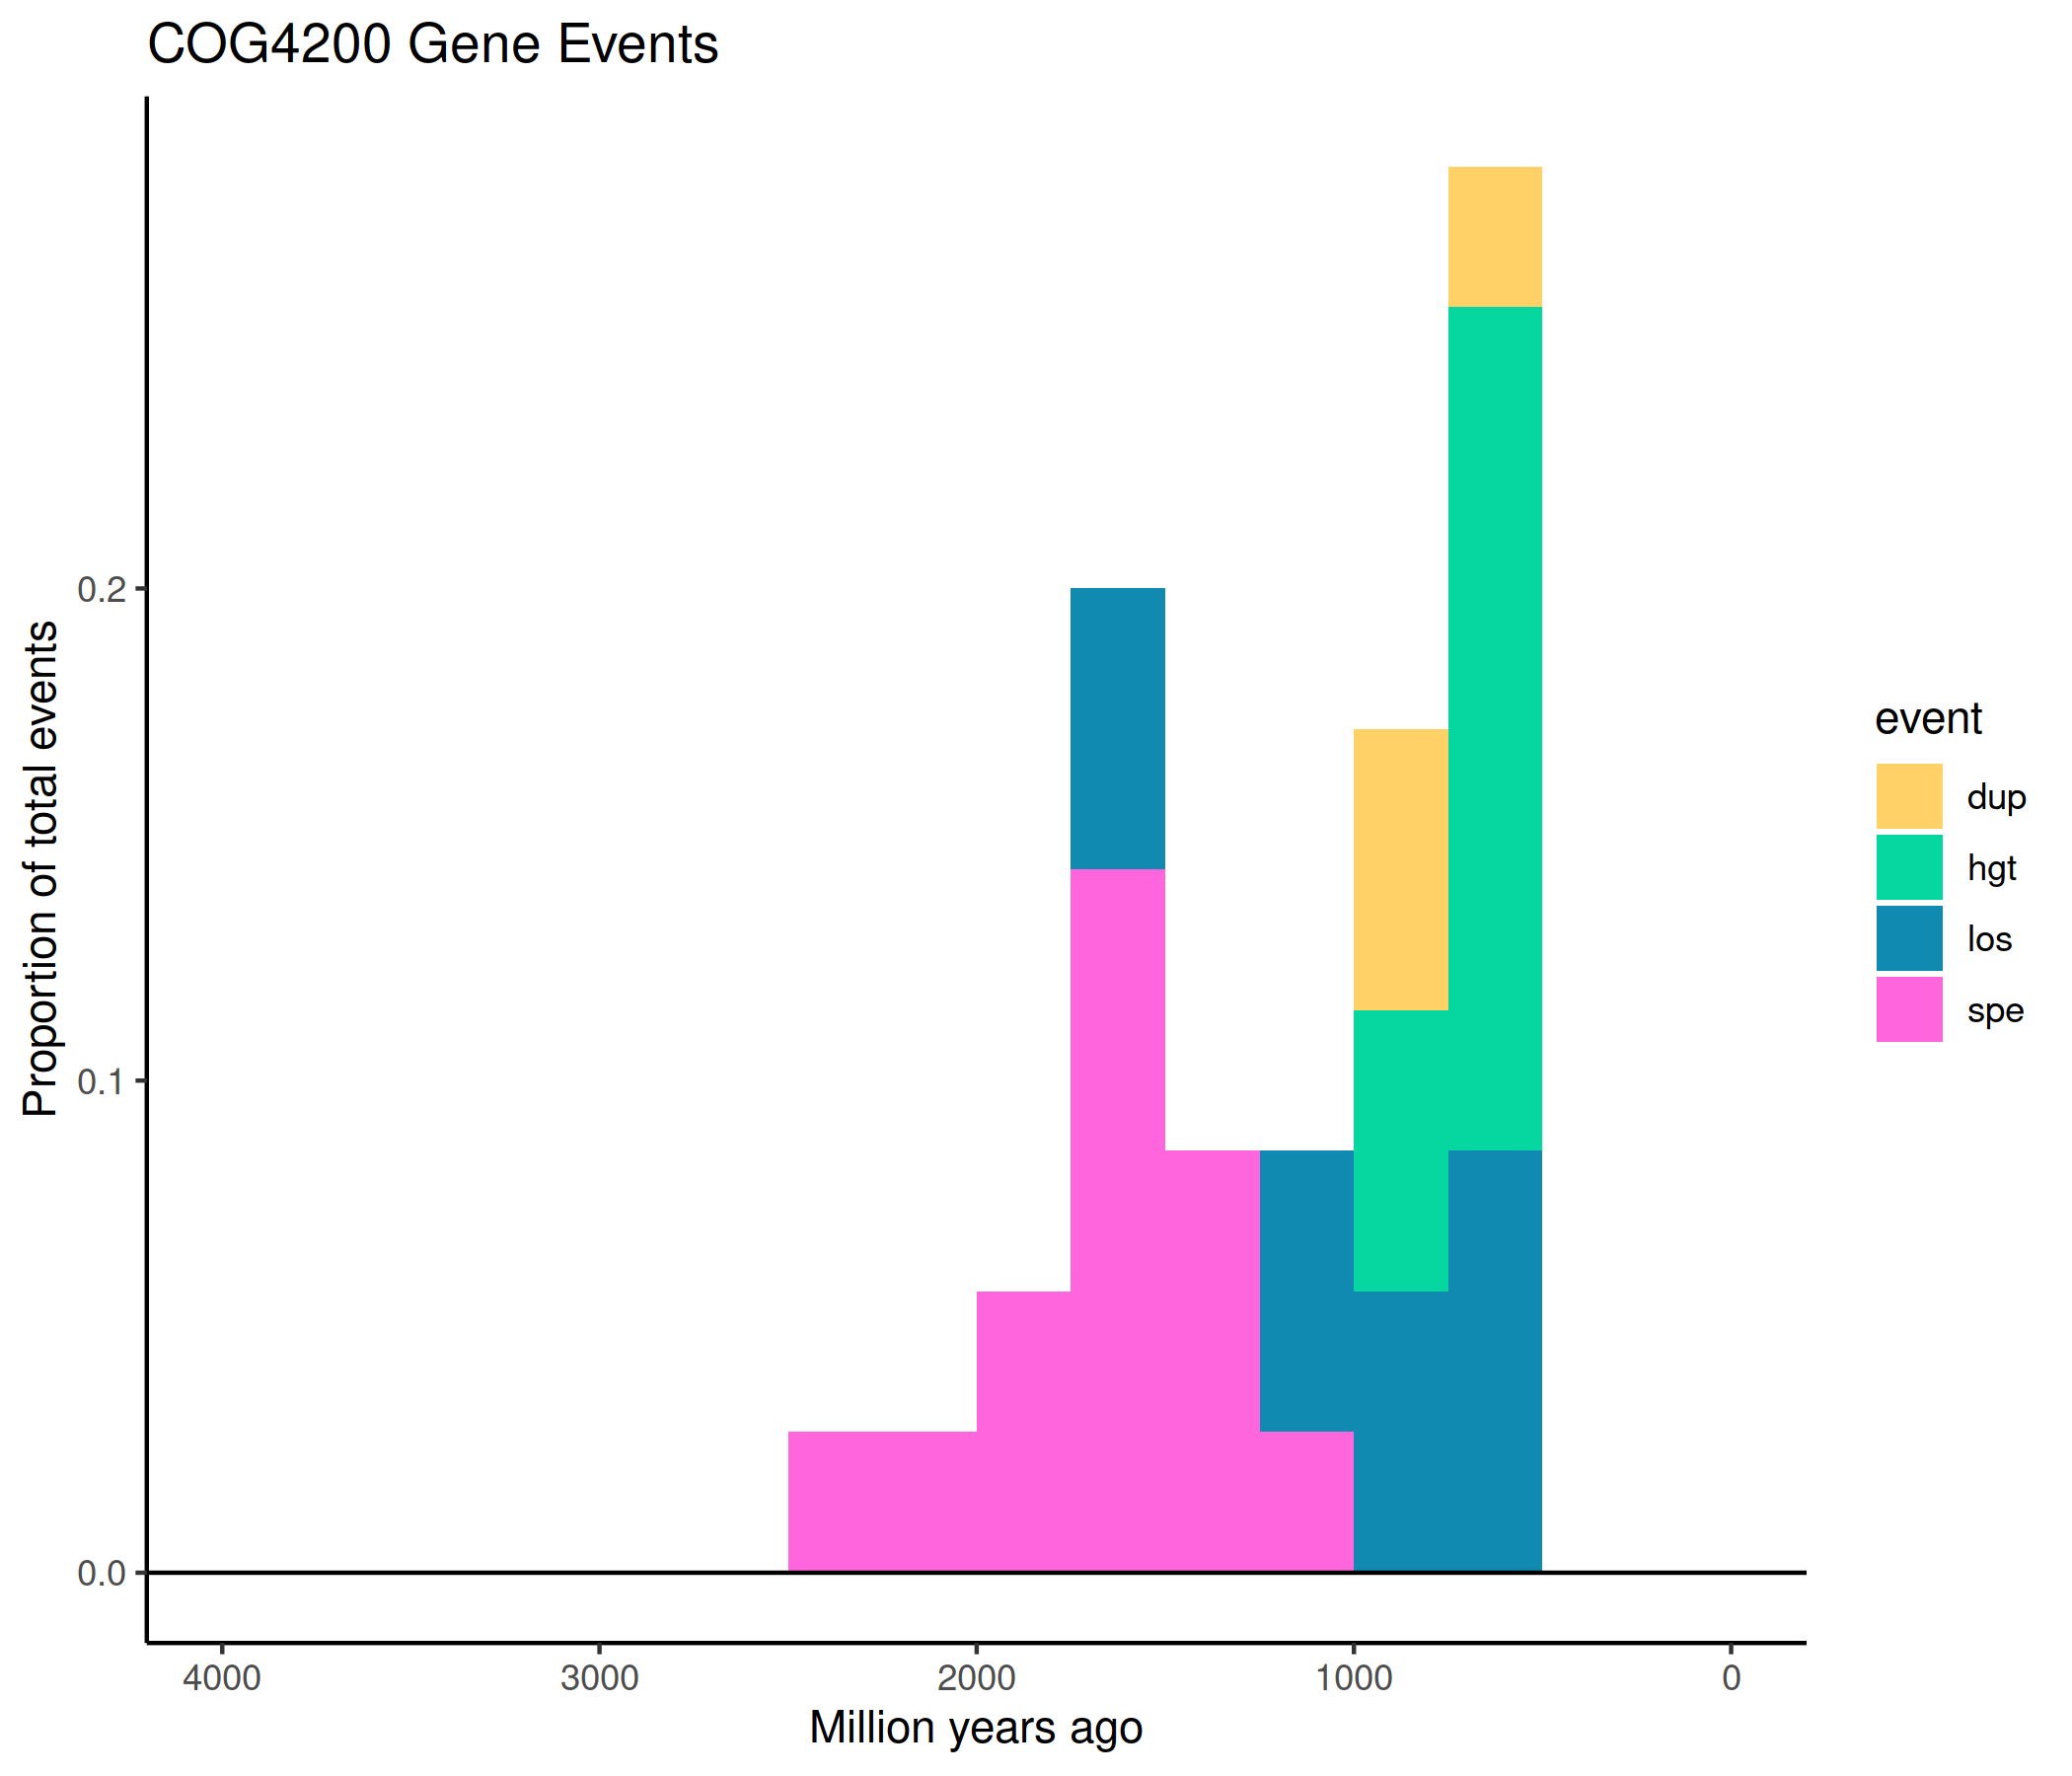 COG4200 Gene Events
Proportion of total events
0.2
0.1
0.0
4000 3000 2000 1000 0
Million years ago
event
dup
hgt
los
spe